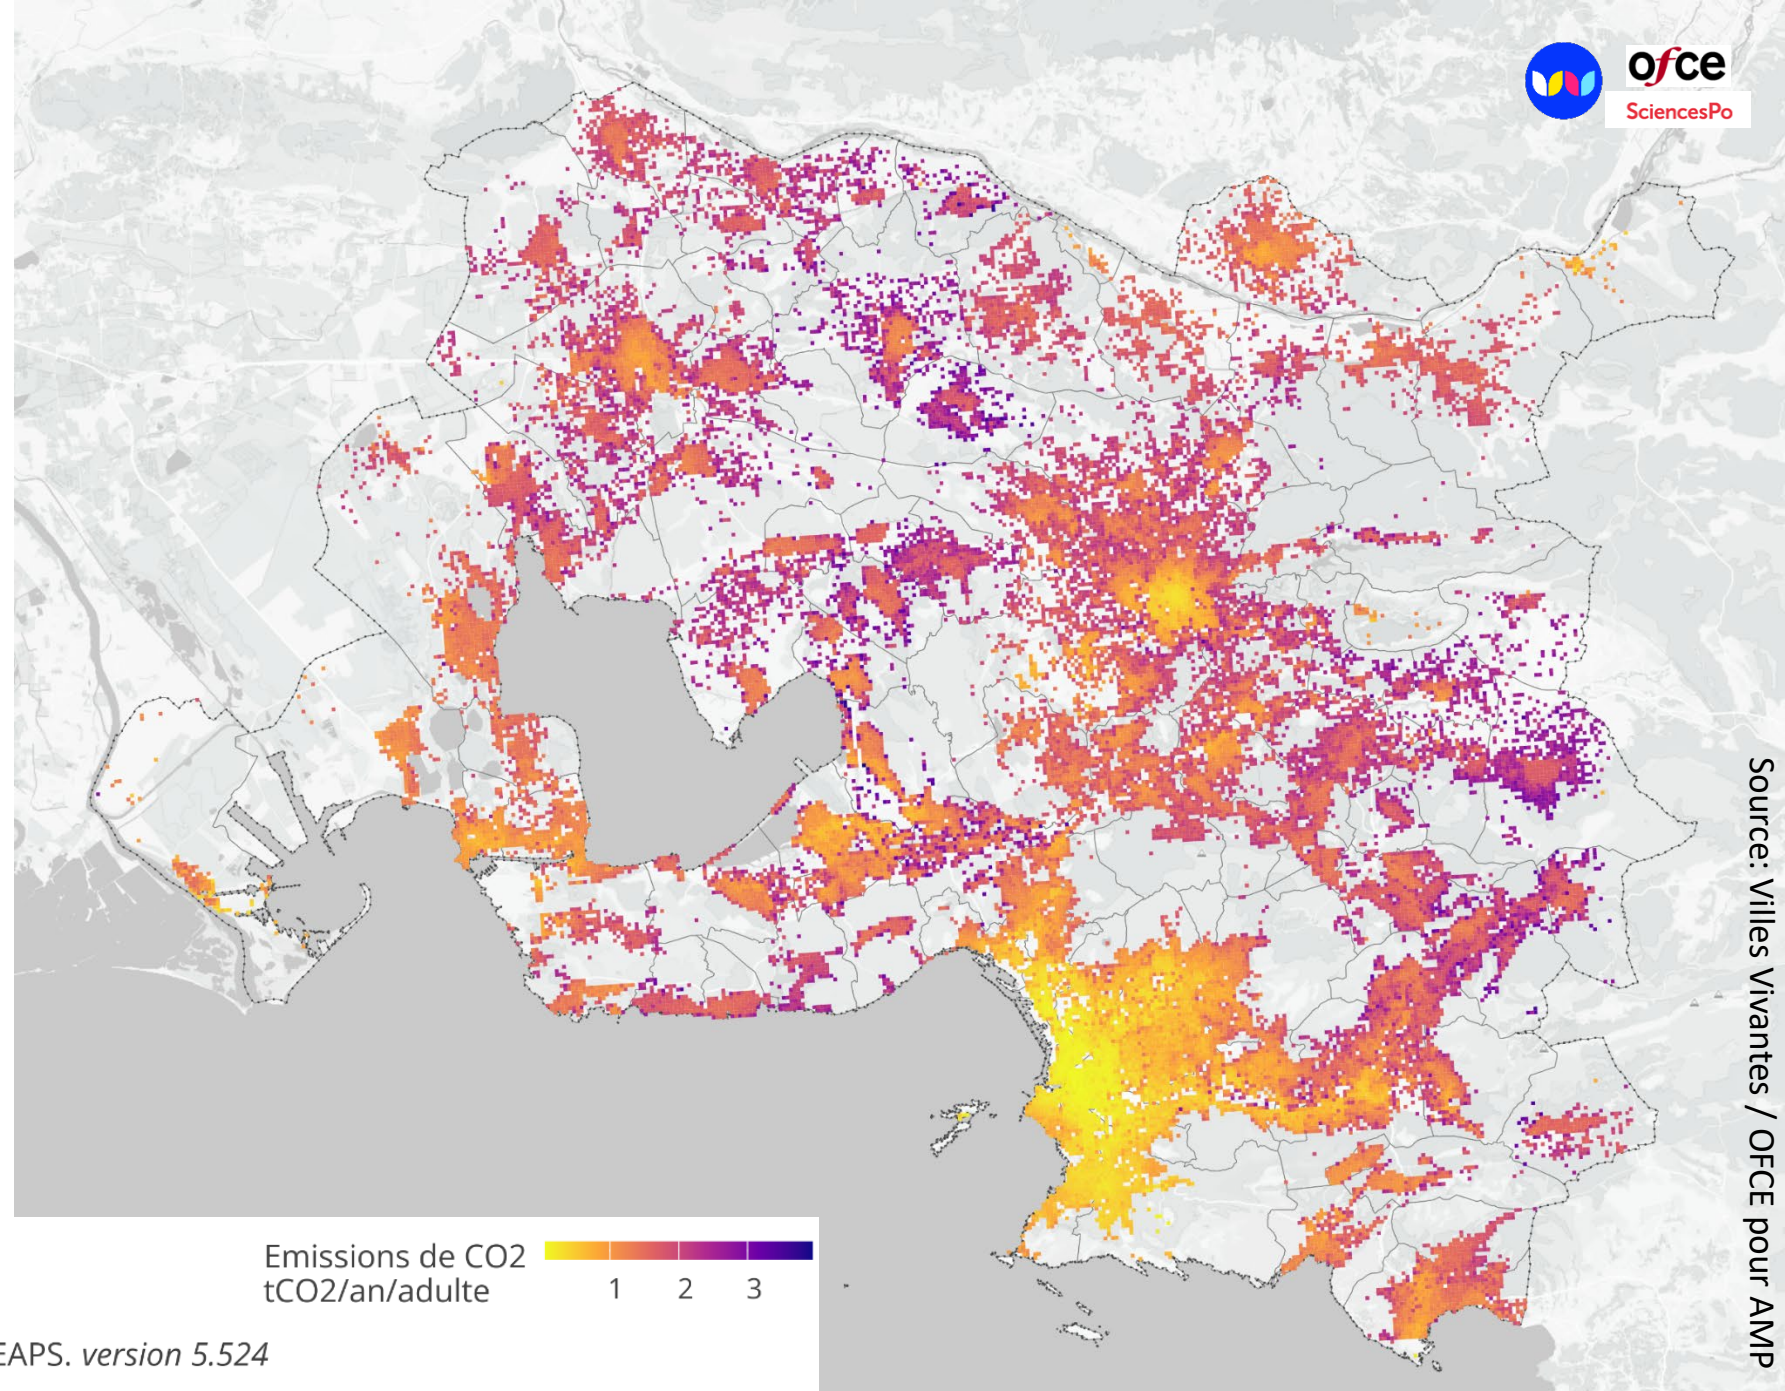 ofce
SciencesPo
Source: Villes Vivantes / OFCE pour AMP
Emissions de CO2
tCO2/an/adulte
1 2 3
EAPS. version 5.524